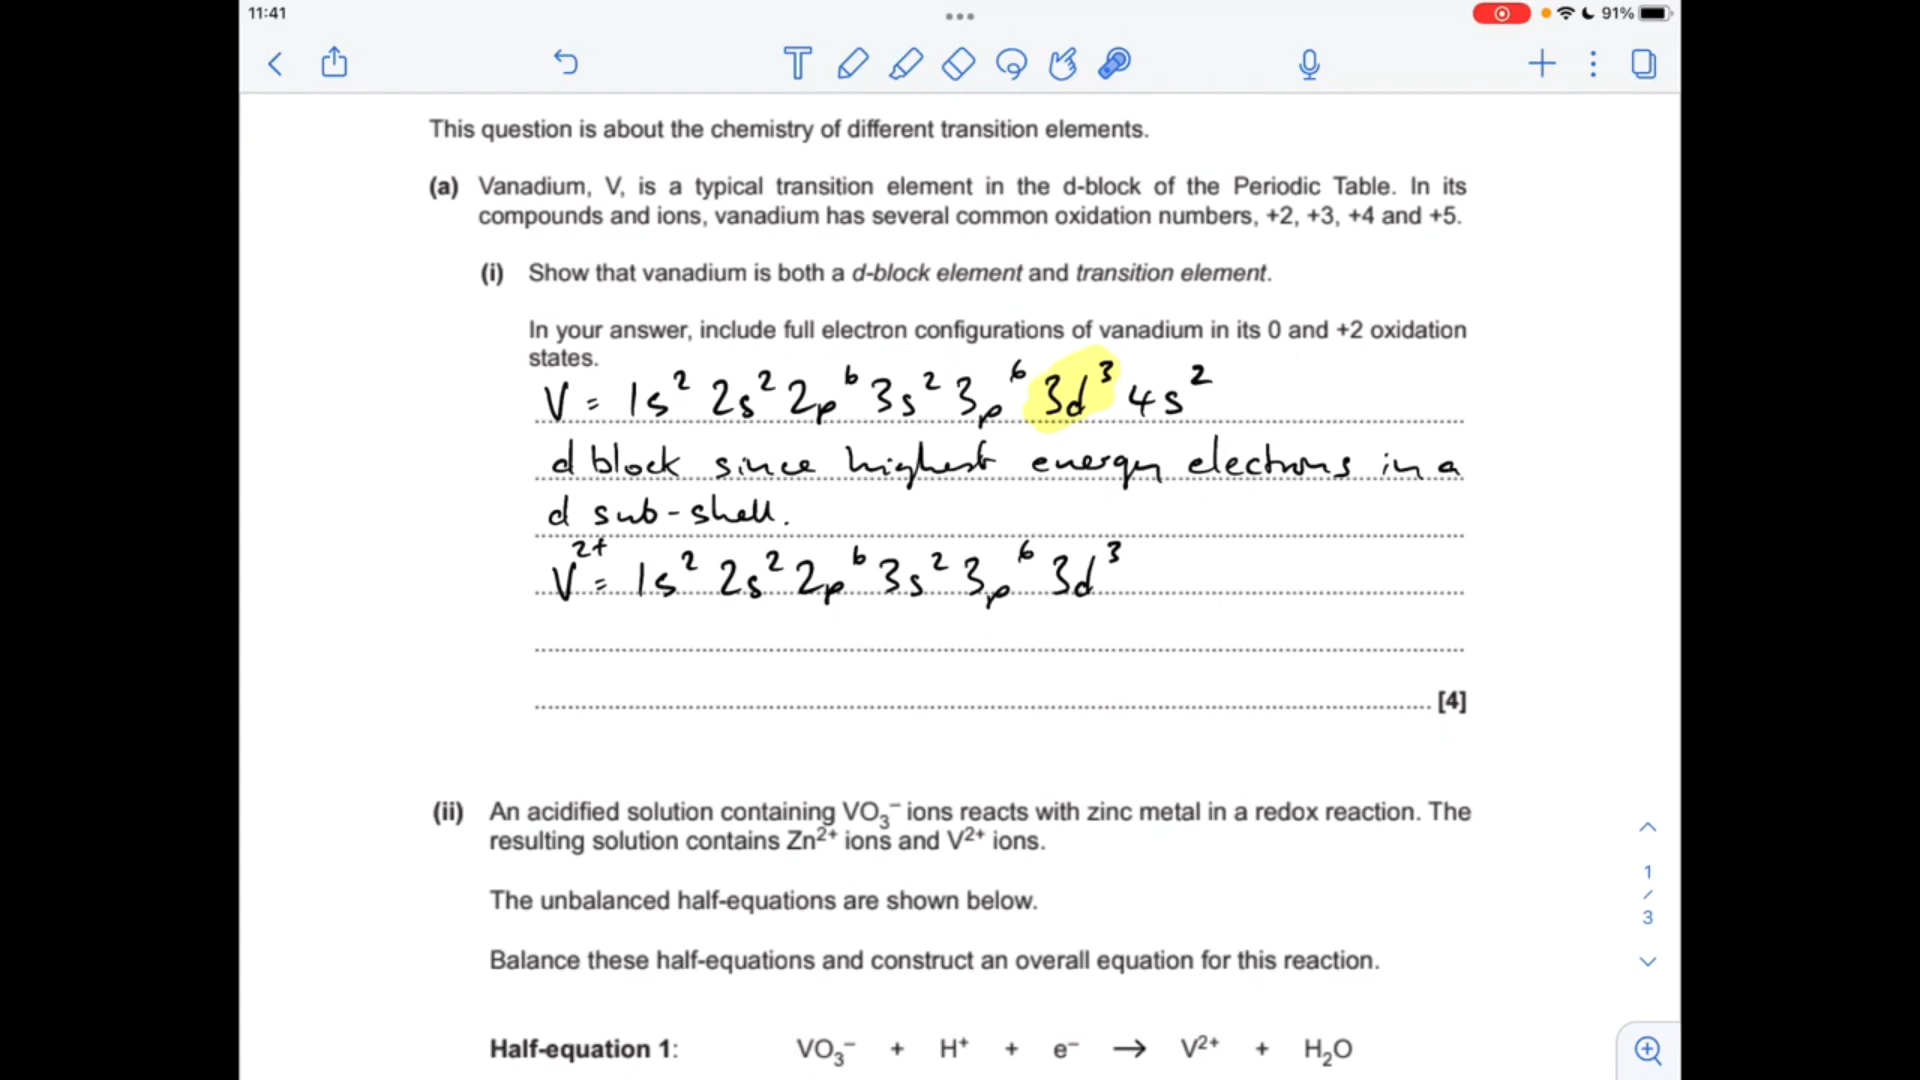 11:41
91%
This question is about the chemistry of different transition elements.
(a) Vanadium, V, is a typical transition element in the d-block of the Periodic Table. In its
compounds and ions, vanadium has several common oxidation numbers, +2, +3, +4 and +5.
(i) Show that vanadium is both a d-block element and transition element.
In your answer, include full electron configurations of vanadium in its 0 and +2 oxidation
states.
V = 1s² 2s² 2p⁶ 3s² 3p⁶ 3d³ 4s²
d block since highest energy electrons in a
d sub-shell.
V²⁺ = 1s² 2s² 2p⁶ 3s² 3p⁶ 3d³
[4]
(ii) An acidified solution containing VO₃⁻ ions reacts with zinc metal in a redox reaction. The
resulting solution contains Zn²⁺ ions and V²⁺ ions.
The unbalanced half-equations are shown below.
Balance these half-equations and construct an overall equation for this reaction.
Half-equation 1: VO₃⁻ + H⁺ + e⁻ → V²⁺ + H₂O
1
/
3